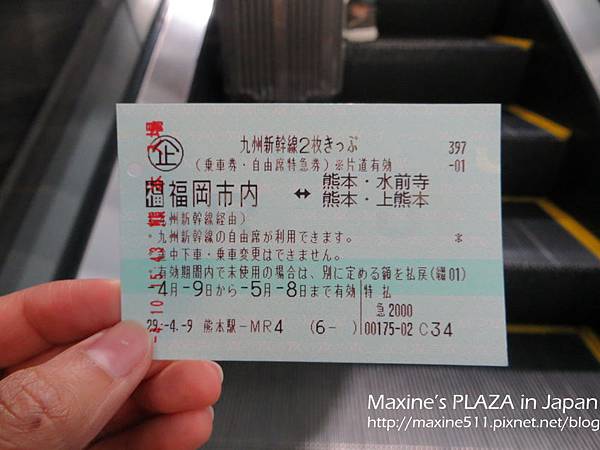 企
九州新幹線2枚きっぷ
397
(乗車券・自由席特急券)※片道有効
-01
福岡市内 ↔ 熊本・水前寺
熊本・上熊本
州新幹線経由)
・九州新幹線の自由席が利用できます。 *
中下車・乗車変更はできません。
有効期間内で未使用の場合は、別に定める額を払戻
01)
4月-9日から-5月-8日まで有効
特 払
急2000
29.-4.-9 熊本駅-MR4 (6- ) 00175-02 C34
Maxine's PLAZA in Japan
http://maxine511.pixnet.net/blog